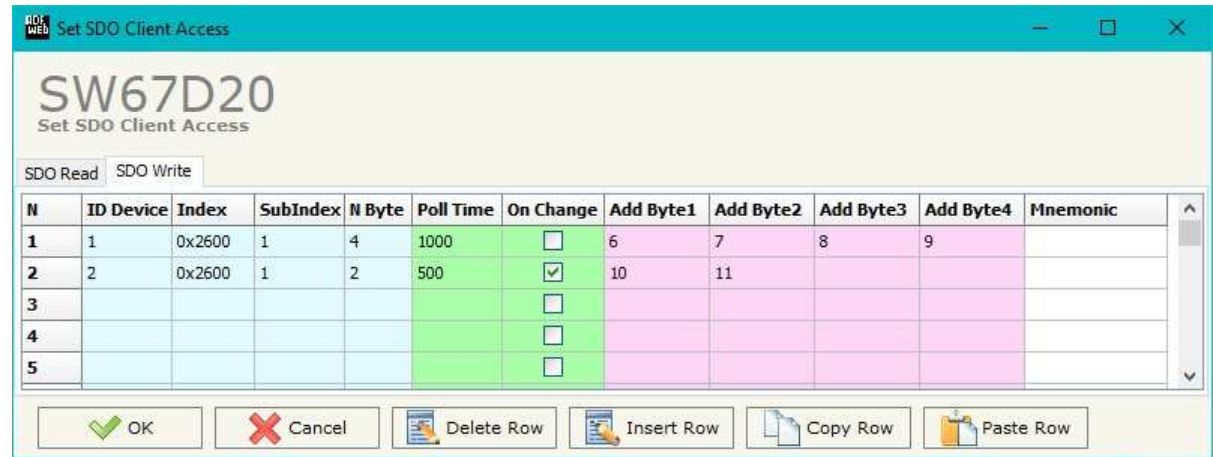 ADF WEB Set SDO Client Access
SW67D20
Set SDO Client Access
SDO Read SDO Write
N ID Device Index SubIndex N Byte Poll Time On Change Add Byte1 Add Byte2 Add Byte3 Add Byte4 Mnemonic
1 1 0x2600 1 4 1000 6 7 8 9
2 2 0x2600 1 2 500 10 11
3
4
5
OK Cancel Delete Row Insert Row Copy Row Paste Row